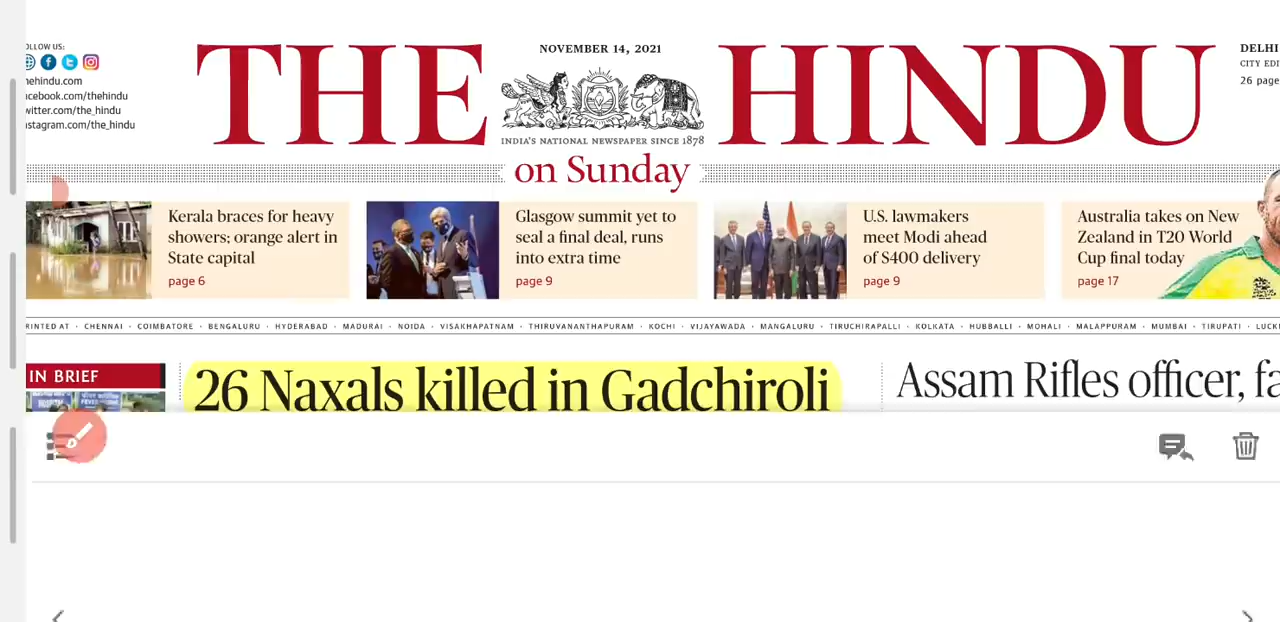 OLLOW US:
hehindu.com
acebook.com/thehindu
witter.com/the_hindu
stagram.com/the_hindu
THE HINDU
NOVEMBER 14, 2021
INDIA'S NATIONAL NEWSPAPER SINCE 1878
on Sunday
DELHI
CITY EDI
26 page
Kerala braces for heavy
showers; orange alert in
State capital
page 6
Glasgow summit yet to
seal a final deal, runs
into extra time
page 9
U.S. lawmakers
meet Modi ahead
of S400 delivery
page 9
Australia takes on New
Zealand in T20 World
Cup final today
page 17
RINTED AT · CHENNAI · COIMBATORE · BENGALURU · HYDERABAD · MADURAI · NOIDA · VISAKHAPATNAM · THIRUVANANTHAPURAM · KOCHI · VIJAYAWADA · MANGALURU · TIRUCHIRAPALLI · KOLKATA · HUBBALLI · MOHALI · MALAPPURAM · MUMBAI · TIRUPATI · LUCK
IN BRIEF
26 Naxals killed in Gadchiroli
Assam Rifles officer, fa